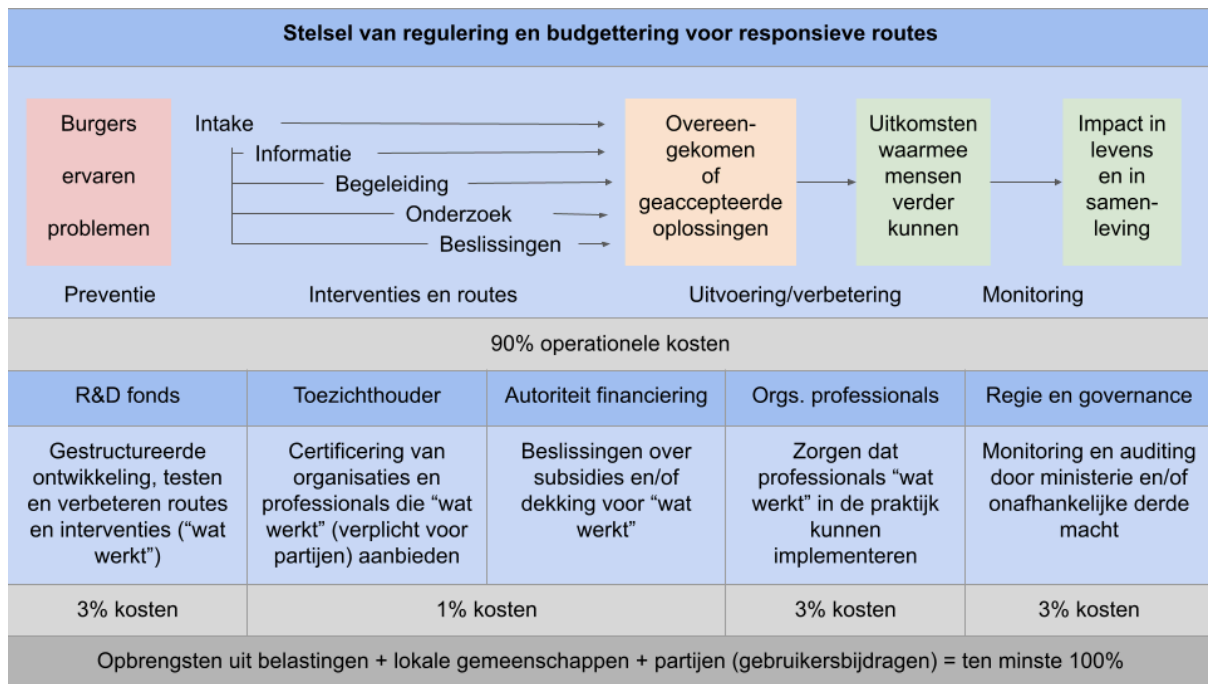 Stelsel van regulering en budgettering voor responsieve routes
Burgers
ervaren
problemen
Intake
Informatie
Begeleiding
Onderzoek
Beslissingen
Overeen-
gekomen
of
geaccepteerde
oplossingen
Uitkomsten
waarmee
mensen
verder
kunnen
Impact in
levens
en in
samen-
leving
Preventie
Interventies en routes
Uitvoering/verbetering
Monitoring
90% operationele kosten
R&D fonds
Toezichthouder
Autoriteit financiering
Orgs. professionals
Regie en governance
Gestructureerde
ontwikkeling, testen
en verbeteren routes
en interventies (“wat
werkt”)
Certificering van
organisaties en
professionals die “wat
werkt” (verplicht voor
partijen) aanbieden
Beslissingen over
subsidies en/of
dekking voor “wat
werkt”
Zorgen dat
professionals “wat
werkt” in de praktijk
kunnen
implementeren
Monitoring en auditing
door ministerie en/of
onafhankelijke derde
macht
3% kosten
1% kosten
3% kosten
3% kosten
Opbrengsten uit belastingen + lokale gemeenschappen + partijen (gebruikersbijdragen) = ten minste 100%